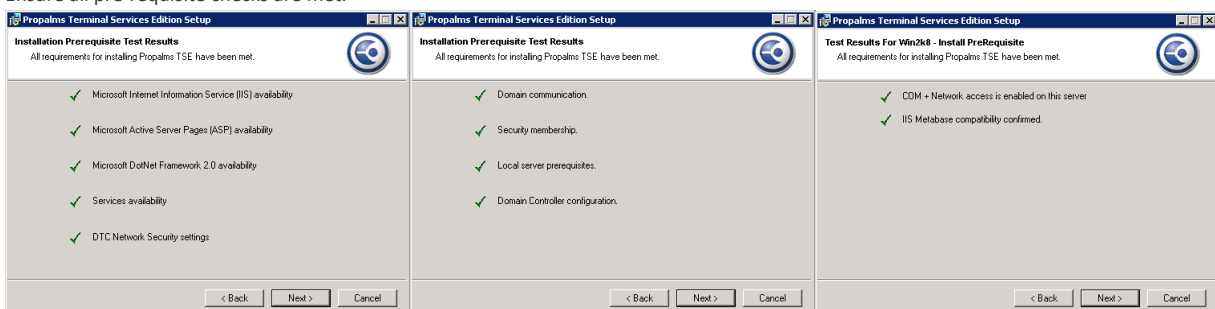 Ensure all pre-requisite checks are met.
Propalms Terminal Services Edition Setup
Installation Prerequisite Test Results
All requirements for installing Propalms TSE have been met.
Microsoft Internet Information Service (IIS) availability
Microsoft Active Server Pages (ASP) availability
Microsoft DotNet Framework 2.0 availability
Services availability
DTC Network Security settings
< Back
Next >
Cancel
Propalms Terminal Services Edition Setup
Installation Prerequisite Test Results
All requirements for installing Propalms TSE have been met.
Domain communication.
Security membership.
Local server prerequisites.
Domain Controller configuration.
< Back
Next >
Cancel
Propalms Terminal Services Edition Setup
Test Results For Win2k8 - Install PreRequisite
All requirements for installing Propalms TSE have been met.
COM + Network access is enabled on this server
IIS Metabase compatibility confirmed.
< Back
Next >
Cancel